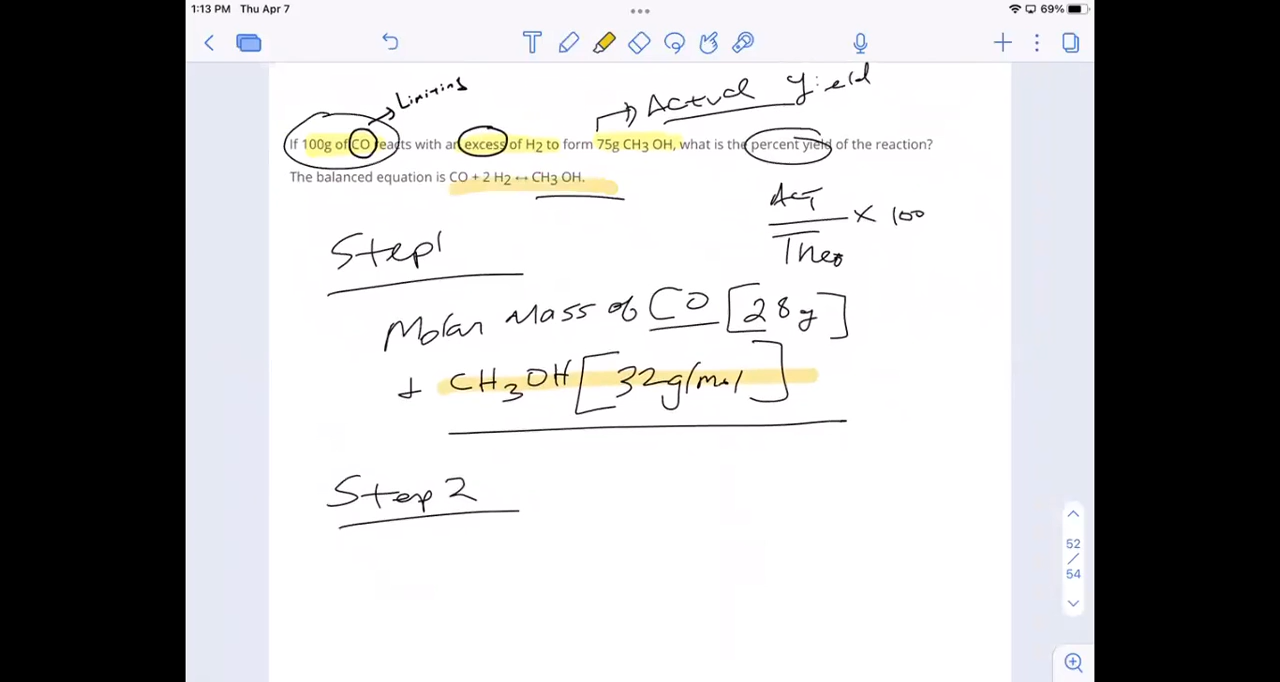 1:13 PM Thu Apr 7
69%
Limiting
Actual Yield
If 100g of CO reacts with an excess of H2 to form 75g CH3 OH, what is the percent yield of the reaction?
The balanced equation is CO + 2 H2 ↔ CH3 OH.
ACT
Theo
x 100
Step 1
Molar Mass of CO [28g]
+ CH3OH [32g/mol]
Step 2
52
/
54